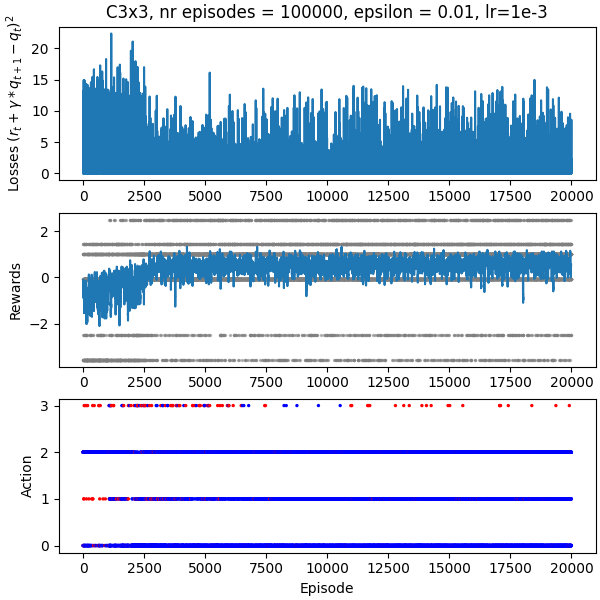 C3x3, nr episodes = 100000, epsilon = 0.01, lr=1e-3
Losses $(r_t + \gamma * q_{t+1} - q_t)^2$
20
15
10
5
0
0 2500 5000 7500 10000 12500 15000 17500 20000
Rewards
2
0
−2
0 2500 5000 7500 10000 12500 15000 17500 20000
Action
3
2
1
0
0 2500 5000 7500 10000 12500 15000 17500 20000
Episode